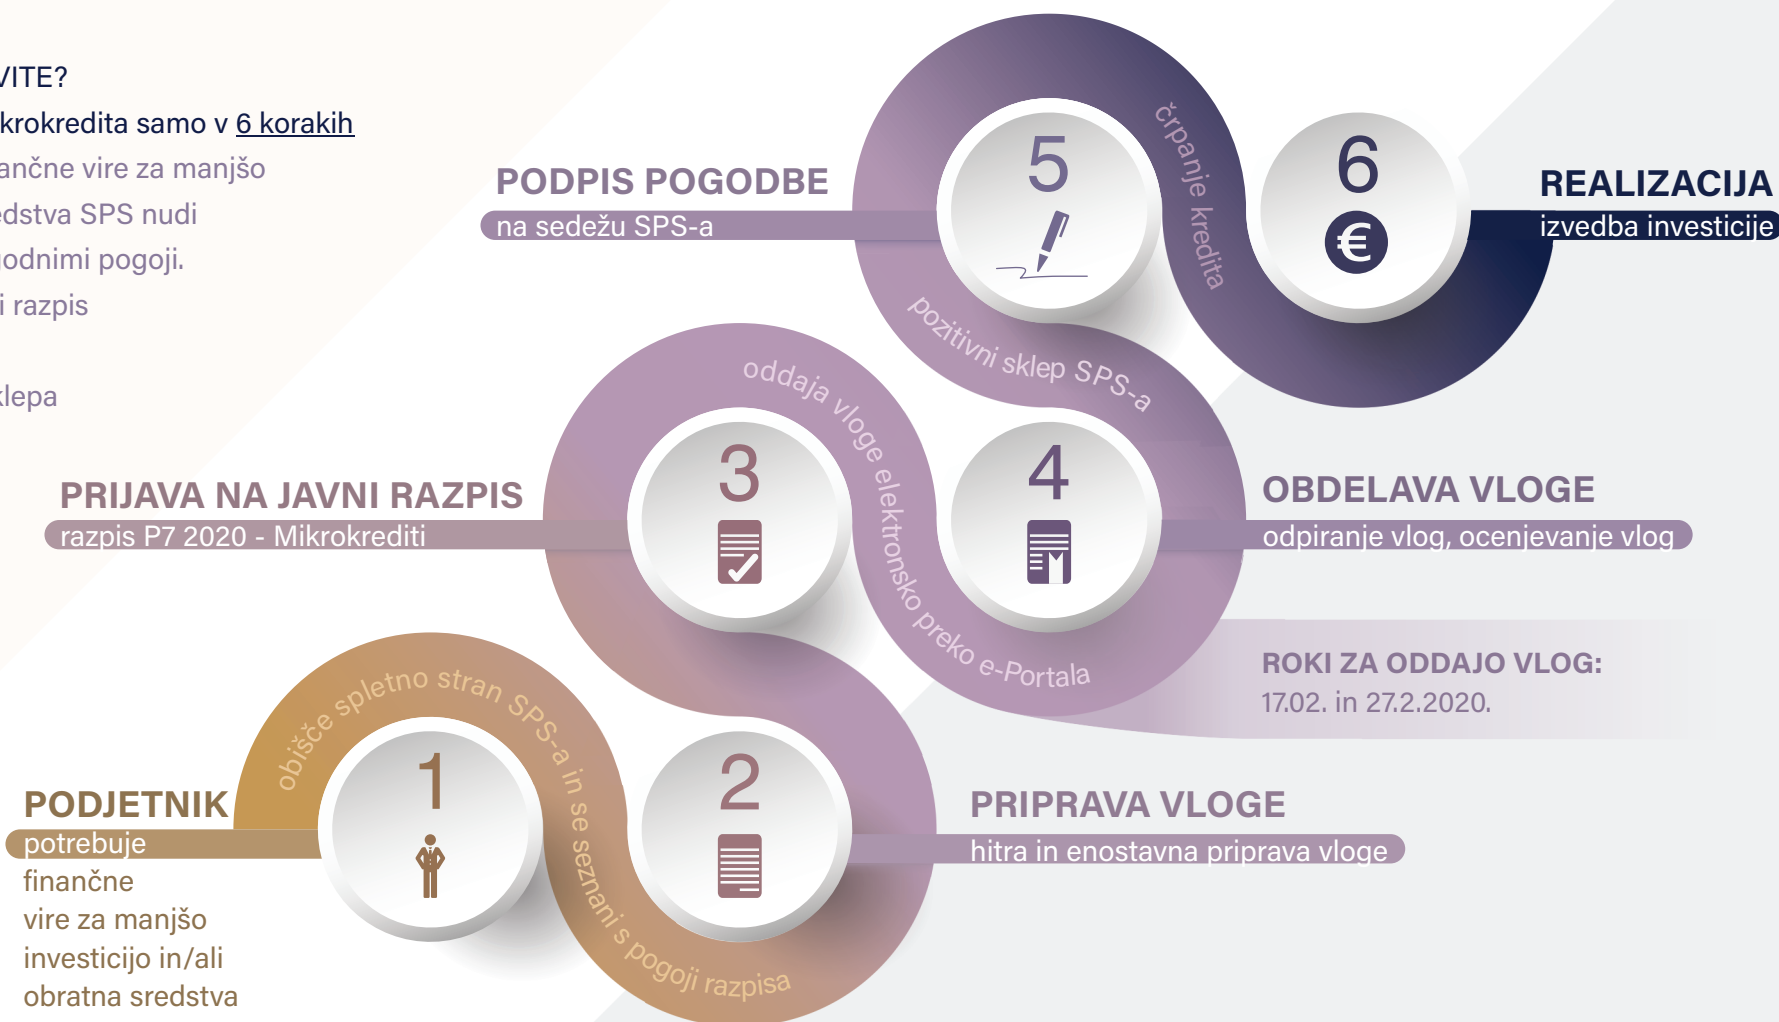 VITE?
krokredita samo v 6 korakih
ančne vire za manjšo
edstva SPS nudi
godnimi pogoji.
i razpis
klepa
PODPIS POGODBE
na sedežu SPS-a
5
črpanje kredita
6
€
REALIZACIJA
izvedba investicije
pozitivni sklep SPS-a
PRIJAVA NA JAVNI RAZPIS
razpis P7 2020 - Mikrokrediti
3
oddaja vloge elektronsko preko e-Portala
4
OBDELAVA VLOGE
odpiranje vlog, ocenjevanje vlog
ROKI ZA ODDAJO VLOG:
17.02. in 27.2.2020.
PODJETNIK
potrebuje
finančne
vire za manjšo
investicijo in/ali
obratna sredstva
1
obišče spletno stran SPS-a in se seznani s pogoji razpisa
2
PRIPRAVA VLOGE
hitra in enostavna priprava vloge